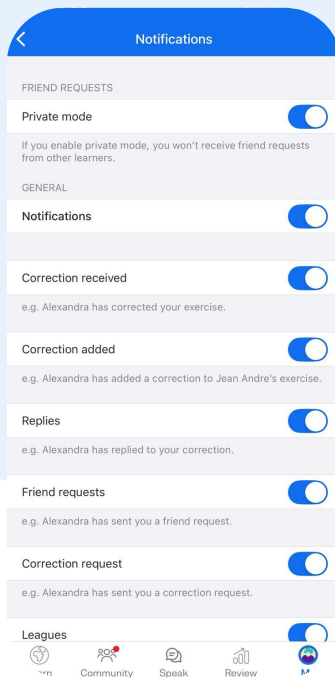 Notifications
FRIEND REQUESTS
Private mode
If you enable private mode, you won't receive friend requests
from other learners.
GENERAL
Notifications
Correction received
e.g. Alexandra has corrected your exercise.
Correction added
e.g. Alexandra has added a correction to Jean Andre's exercise.
Replies
e.g. Alexandra has replied to your correction.
Friend requests
e.g. Alexandra has sent you a friend request.
Correction request
e.g. Alexandra has sent you a correction request.
Leagues
Community Speak Review